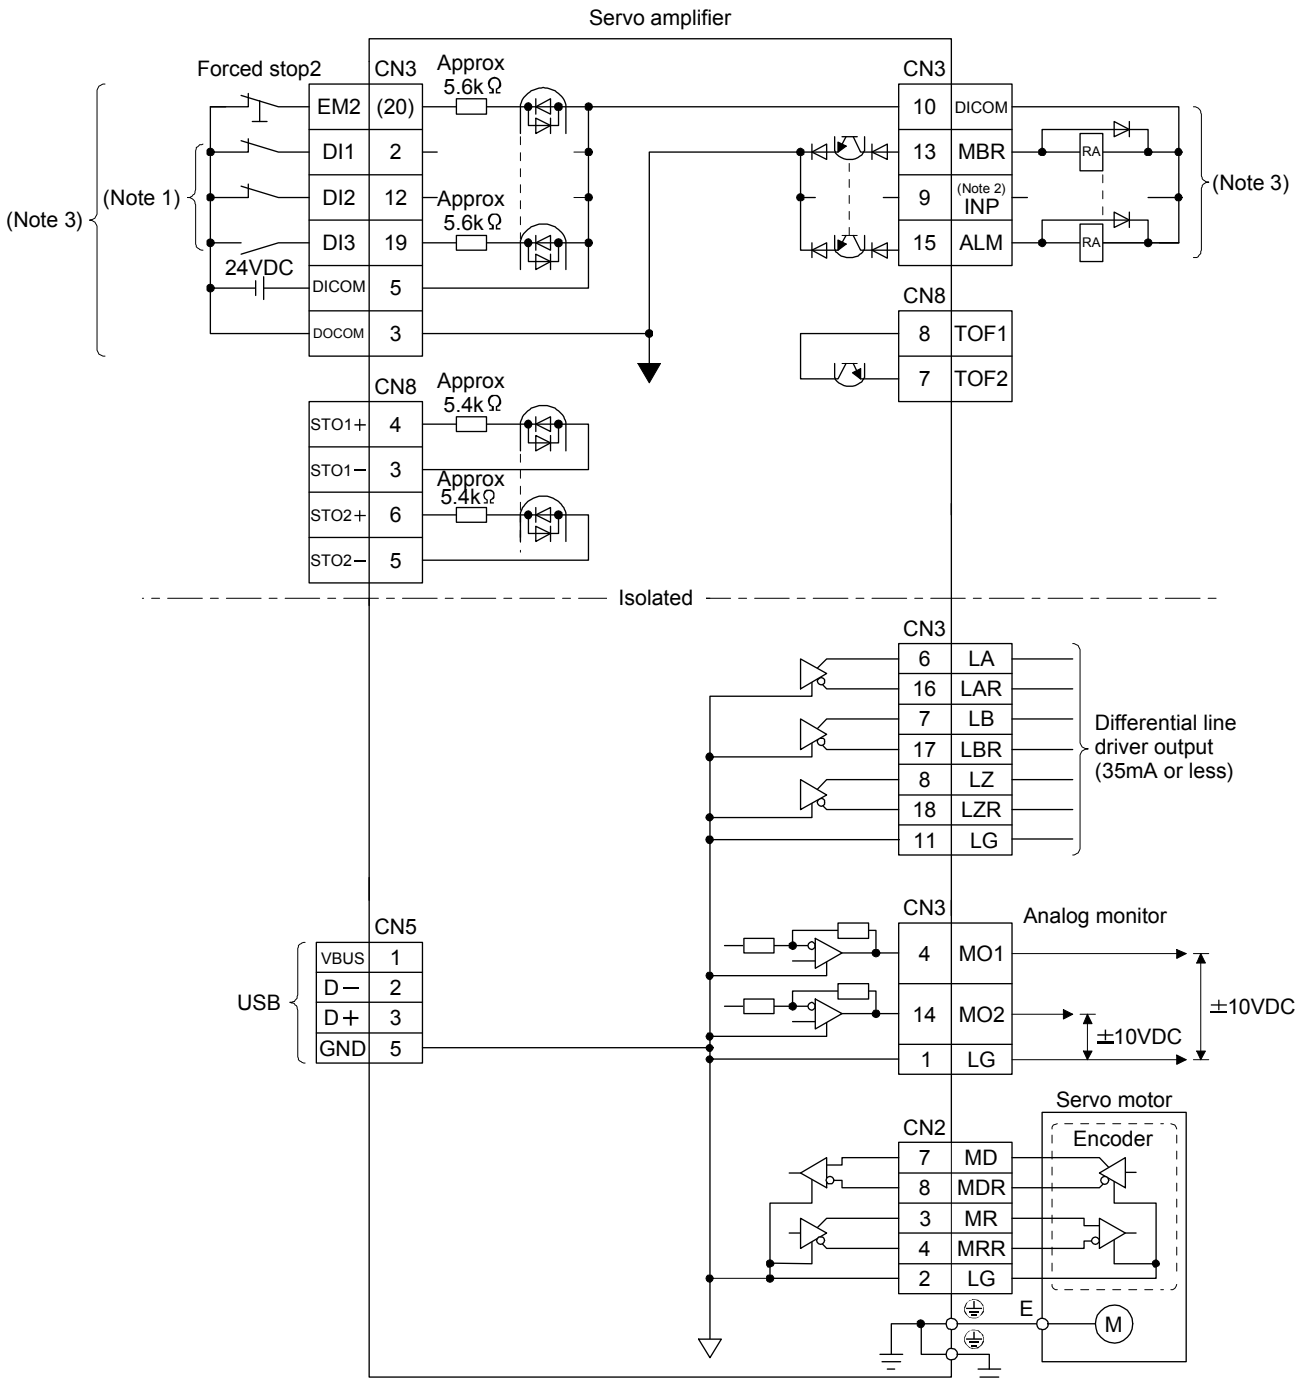 Servo amplifier
Forced stop2
CN3
Approx
5.6kΩ
EM2 (20)
DI1 2
DI2 12
Approx
5.6kΩ
DI3 19
24VDC
DICOM 5
DOCOM 3
(Note 1)
(Note 3)
CN3
10 DICOM
13 MBR
RA
9 (Note 2) INP
15 ALM
RA
(Note 3)
CN8
8 TOF1
7 TOF2
CN8
Approx
5.4kΩ
STO1+ 4
STO1− 3
Approx
5.4kΩ
STO2+ 6
STO2− 5
Isolated
CN3
6 LA
16 LAR
7 LB
17 LBR
8 LZ
18 LZR
11 LG
Differential line
driver output
(35mA or less)
CN5
VBUS 1
D− 2
D+ 3
GND 5
USB
CN3
Analog monitor
4 MO1
14 MO2
1 LG
±10VDC
±10VDC
Servo motor
Encoder
CN2
7 MD
8 MDR
3 MR
4 MRR
2 LG
E
M